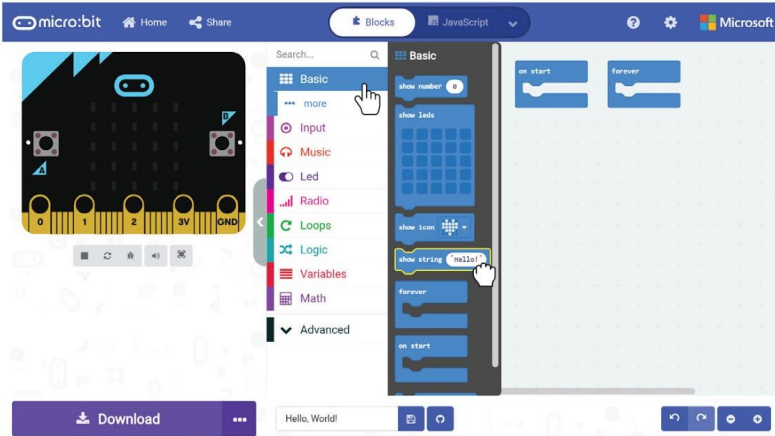 micro:bit Home Share Blocks JavaScript Microsoft
Search...
Basic
more
Input
Music
Led
Radio
Loops
Logic
Variables
Math
Advanced
Basic
show number 0
show leds
show icon
show string "Hello!"
forever
on start
on start
forever
A
B
0 1 2 3V GND
Download
Hello, World!